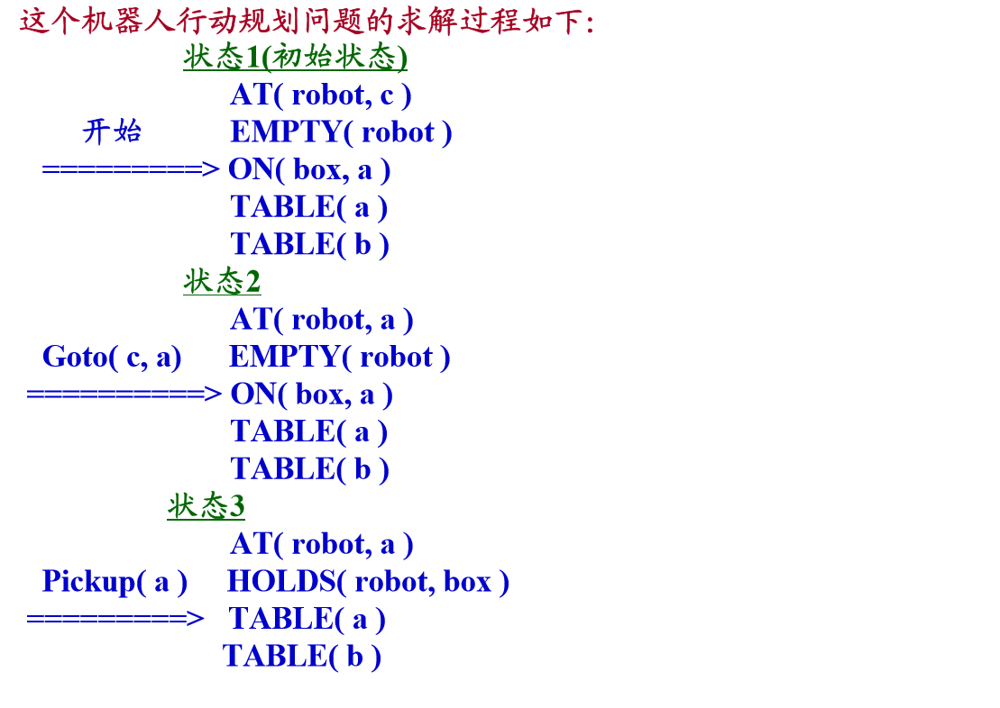 这个机器人行动规划问题的求解过程如下:
状态1(初始状态)
AT( robot, c )
开始 EMPTY( robot )
=========> ON( box, a )
TABLE( a )
TABLE( b )
状态2
AT( robot, a )
Goto( c, a) EMPTY( robot )
==========> ON( box, a )
TABLE( a )
TABLE( b )
状态3
AT( robot, a )
Pickup( a ) HOLDS( robot, box )
=========> TABLE( a )
TABLE( b )